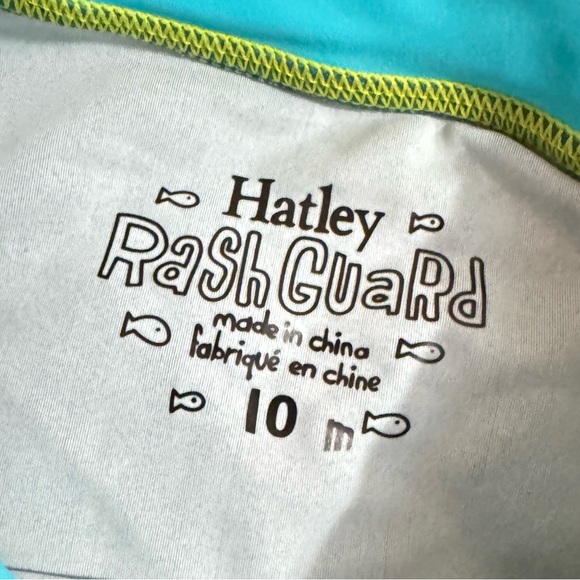 Hatley
Rash Guard
made in china
fabriqué en chine
10 m